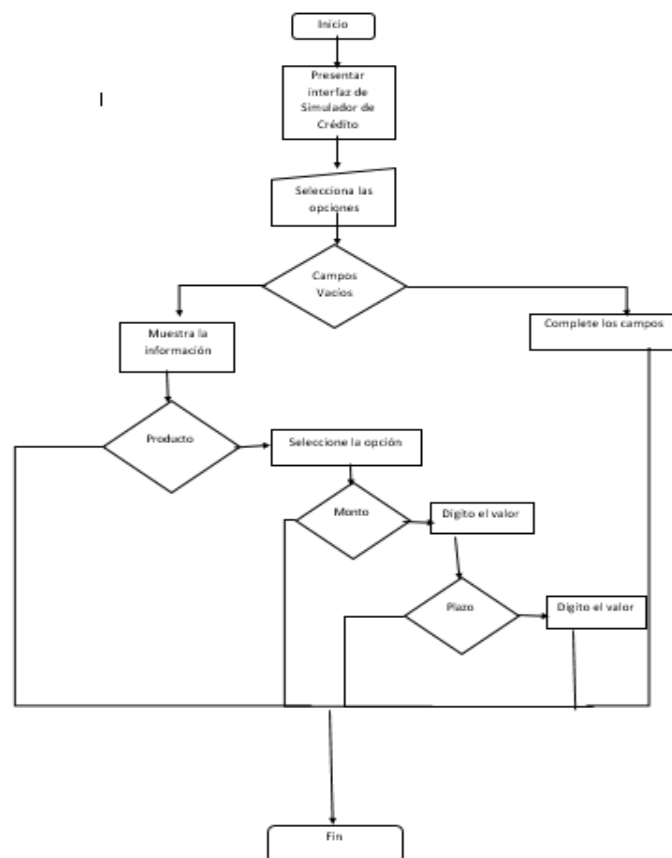 Inicio
Presentar
interfaz de
Simulador de
Crédito
Selecciona las
opciones
Campos
Vacíos
Muestra la
información
Complete los campos
Producto
Seleccione la opción
Monto
Digito el valor
Plazo
Digito el valor
Fin